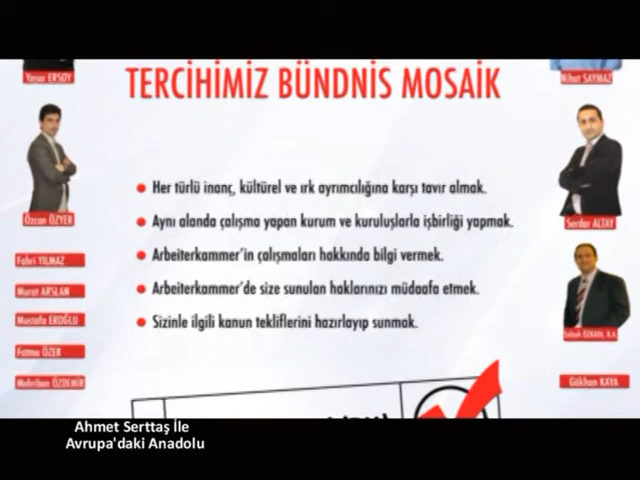 Yaşar ERSOY
TERCİHİMİZ BÜNDNIS MOSAIK
Nihat SAYMAZ
Özcan ÖZYER
Serdar ALTAY
Her türlü inanç, kültürel ve ırk ayrımcılığına karşı tavır almak.
Aynı alanda çalışma yapan kurum ve kuruluşlarla işbirliği yapmak.
Arbeiterkammer'in çalışmaları hakkında bilgi vermek.
Arbeiterkammer'de size sunulan haklarınızı müdaafa etmek.
Sizinle ilgili kanun tekliflerini hazırlayıp sunmak.
Fahri YILMAZ
Murat ARSLAN
Mustafa EROĞLU
Fatma ÖZER
Mehriban ÖZDEMİR
Gökhan KAYA
Ahmet Serttaş İle
Avrupa'daki Anadolu